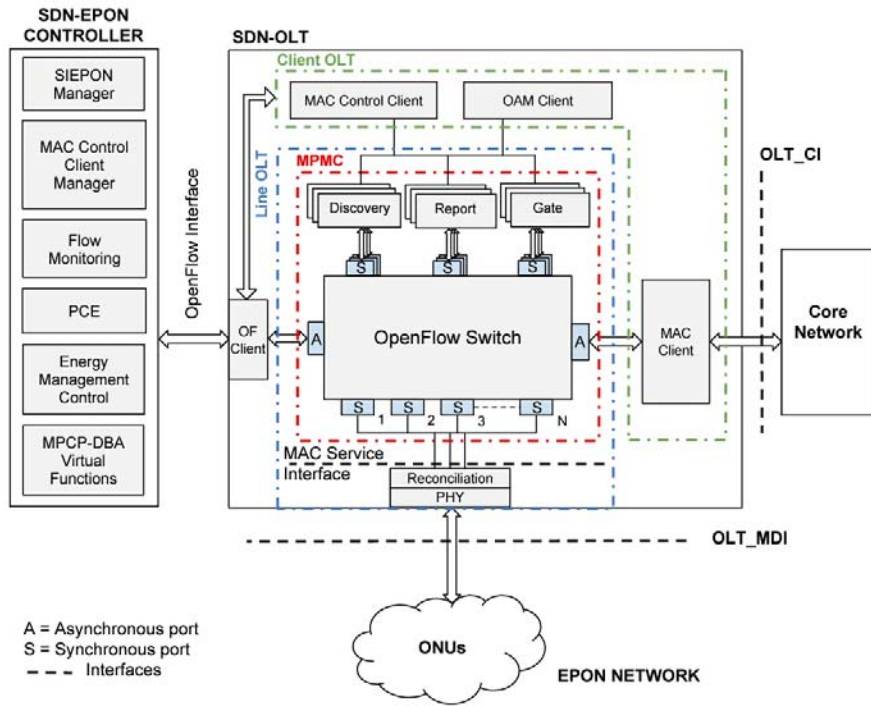 SDN-EPON
CONTROLLER
SIEPON
Manager
MAC Control
Client
Manager
Flow
Monitoring
PCE
Energy
Management
Control
MPCP-DBA
Virtual
Functions
OpenFlow Interface
SDN-OLT
Client OLT
MAC Control Client
OAM Client
Line OLT
MPMC
Discovery
Report
Gate
S
S
S
OF
Client
A
OpenFlow Switch
A
MAC
Client
S
S
S
S
1
2
3
N
MAC Service
Interface
Reconciliation
PHY
OLT_CI
Core
Network
OLT_MDI
ONUs
EPON NETWORK
A = Asynchronous port
S = Synchronous port
Interfaces